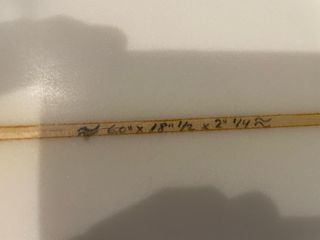 ≈ 6.0" x 18" 1/2 x 2" 1/4 ≈